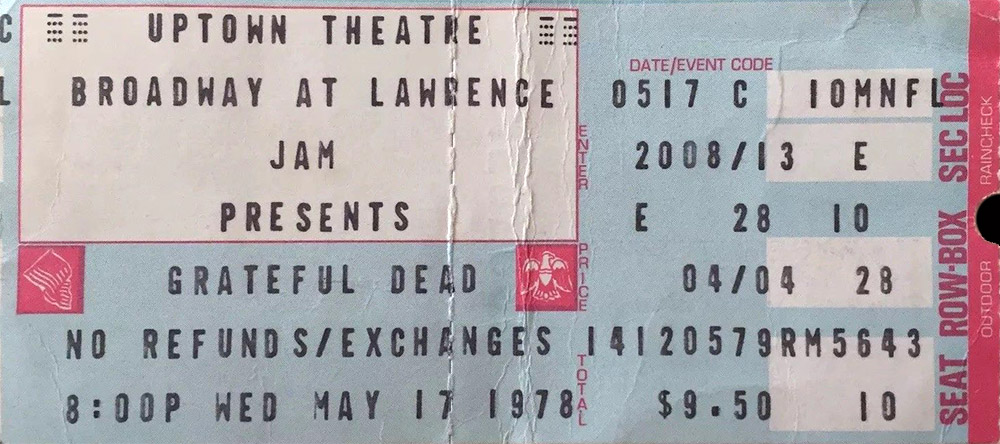 C UPTOWN THEATRE
DATE/EVENT CODE
L BROADWAY AT LAWRENCE 0517 C 10MNFL
JAM 2008/13 E
ENTER
PRESENTS E 28 10
GRATEFUL DEAD 04/04 28
PRICE
NO REFUNDS/EXCHANGES 14120579RM5643
TOTAL
8:00P WED MAY 17 1978 $9.50 10
SEAT ROW-BOX SEC LOC
OUTDOOR RAINCHECK